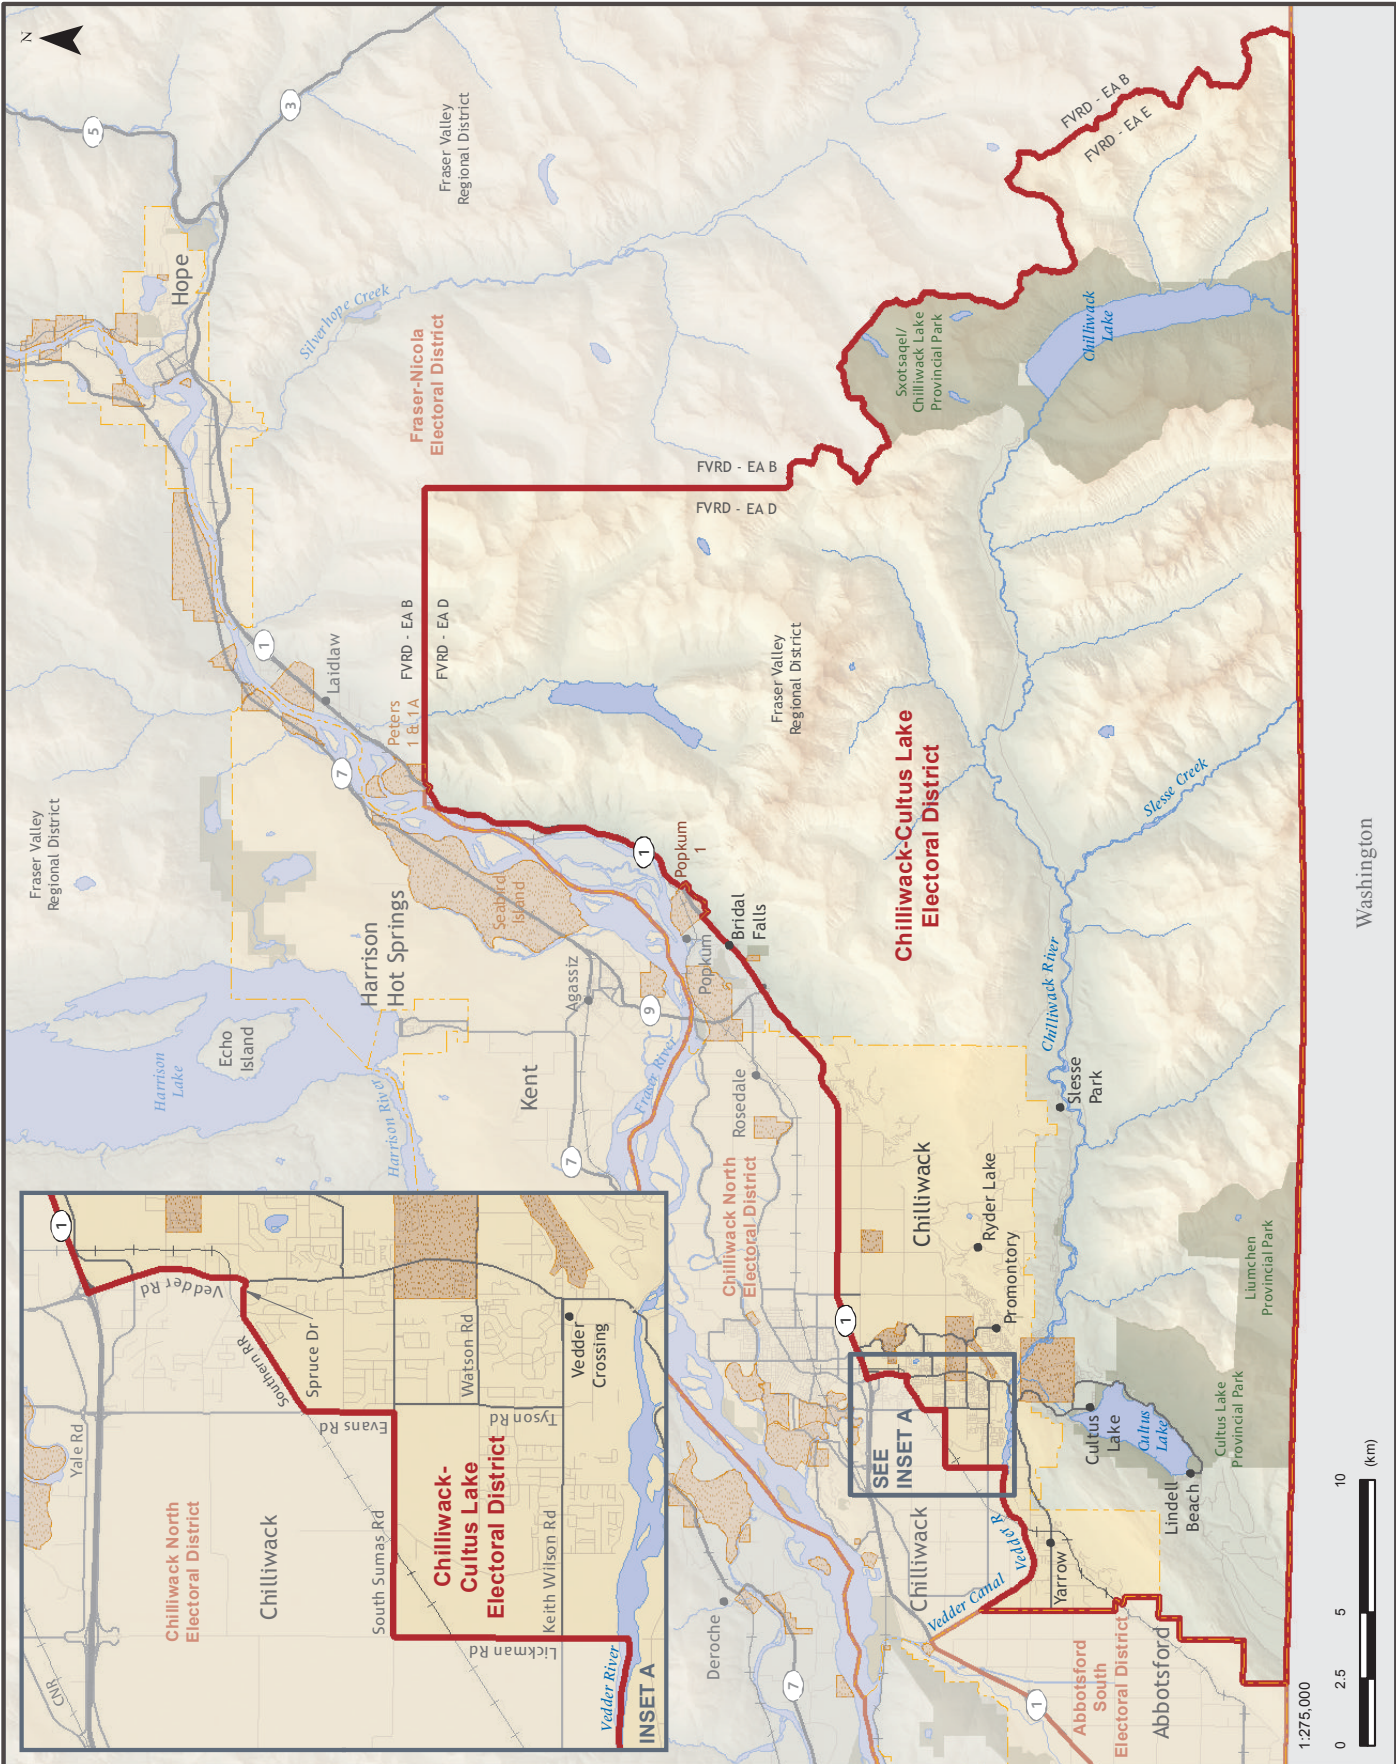 N
5
3
Fraser Valley
Regional District
Hope
Silverhope Creek
Fraser-Nicola
Electoral District
FVRD - EA B
FVRD - EA E
Sxotsaqel/
Chilliwack Lake
Provincial Park
Chilliwack
Lake
FVRD - EA B
FVRD - EA D
1
Laidlaw
FVRD - EA B
FVRD - EA D
Peters
1 & 1A
7
Fraser Valley
Regional District
Fraser Valley
Regional District
Chilliwack-Cultus Lake
Electoral District
Slesse Creek
Seabird
Island
1
Popkum
1
Popkum
Bridal
Falls
Harrison
Hot Springs
Agassiz
9
Echo
Island
Harrison
Lake
Harrison River
Kent
Fraser River
7
Rosedale
Chilliwack River
Slesse
Park
Chilliwack North
Electoral District
Chilliwack
Ryder Lake
Promontory
1
Liumchen
Provincial Park
Cultus Lake
Provincial Park
Cultus
Lake
Cultus
Lake
Lindell
Beach
SEE
INSET A
Chilliwack
Vedder R
Vedder Canal
Yarrow
Deroche
7
1
Abbotsford
South
Electoral District
Abbotsford
Washington
1
Vedder Rd
Southern RR
Spruce Dr
Yale Rd
Evans Rd
Watson Rd
Tyson Rd
Vedder
Crossing
Chilliwack North
Electoral District
Chilliwack
South Sumas Rd
Chilliwack-
Cultus Lake
Electoral District
Keith Wilson Rd
Lickman Rd
CNR
Vedder River
INSET A
1:275,000
0
2.5
5
10
(km)